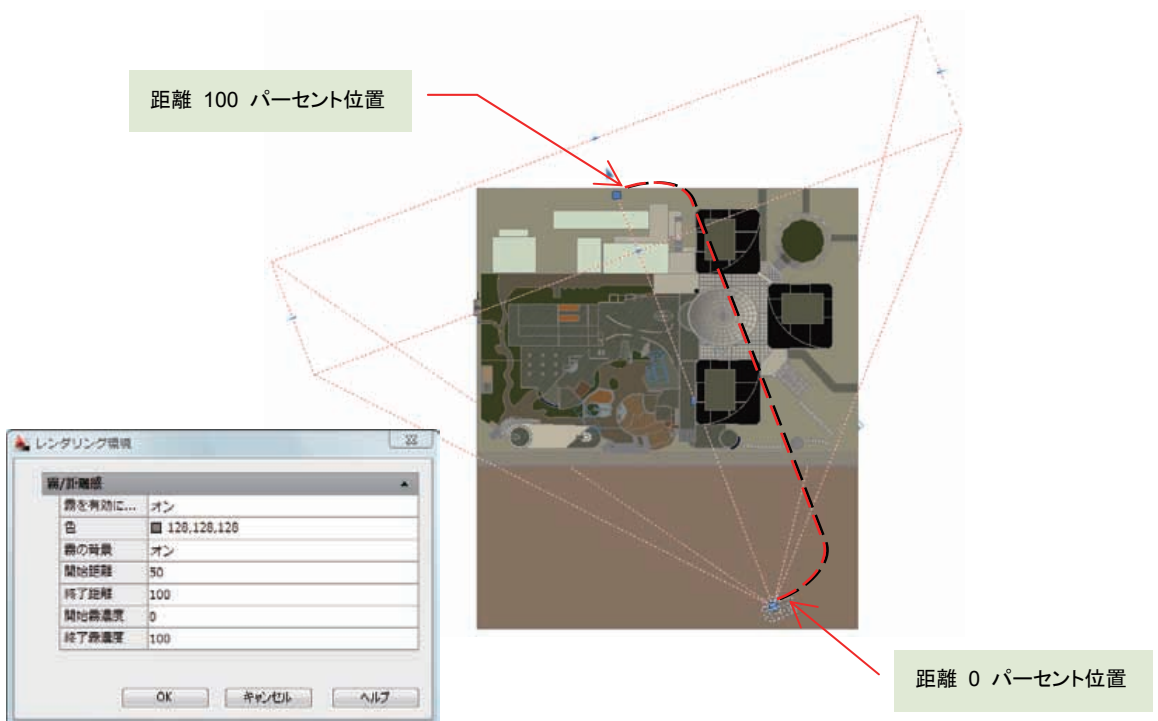 距離 100 パーセント位置
レンダリング環境
霧/距離感
霧を有効に... オン
色 128,128,128
霧の背景 オン
開始距離 50
終了距離 100
開始霧濃度 0
終了霧濃度 100
OK キャンセル ヘルプ
距離 0 パーセント位置